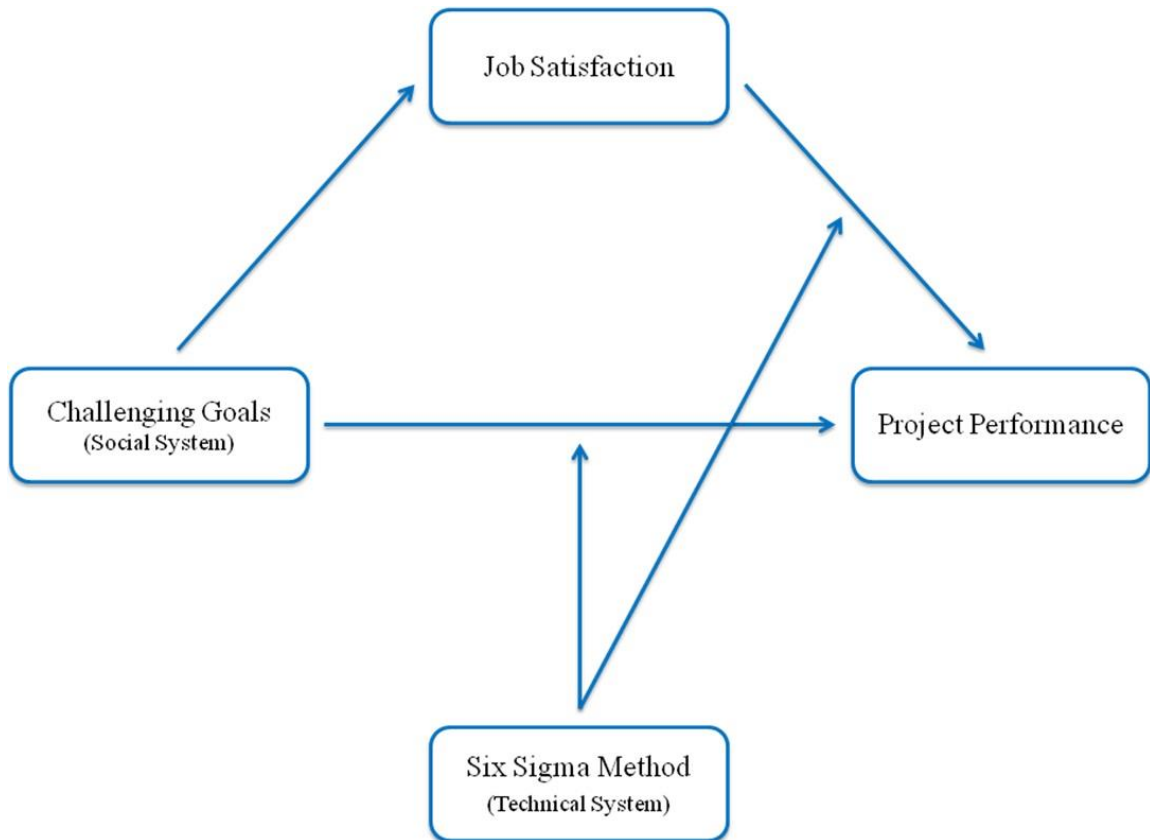 Job Satisfaction
Challenging Goals
(Social System)
Project Performance
Six Sigma Method
(Technical System)